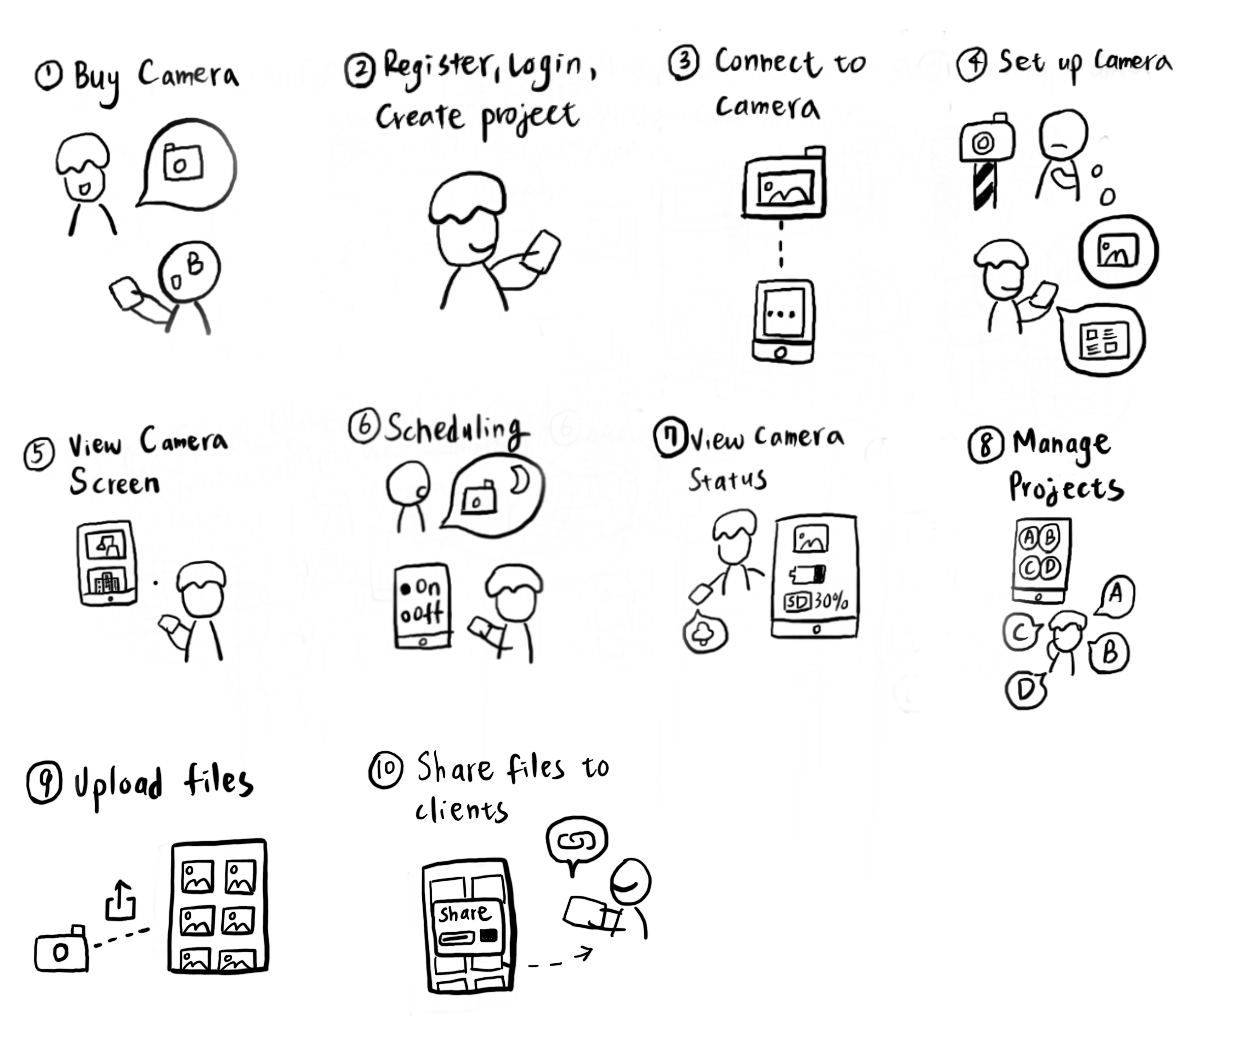 ① Buy Camera
B
② Register, Login,
Create project
③ Connect to
Camera
④ Set up Camera
⑤ View Camera
Screen
⑥ Scheduling
On
Off
⑦ View Camera
Status
SD 30%
⑧ Manage
Projects
A B
C D
A
C
B
D
⑨ Upload files
⑩ Share files to
clients
Share